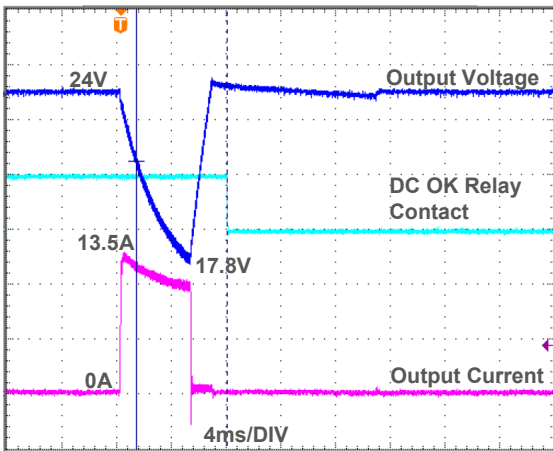 T
24V
Output Voltage
DC OK Relay
Contact
13.5A
17.8V
0A
Output Current
4ms/DIV